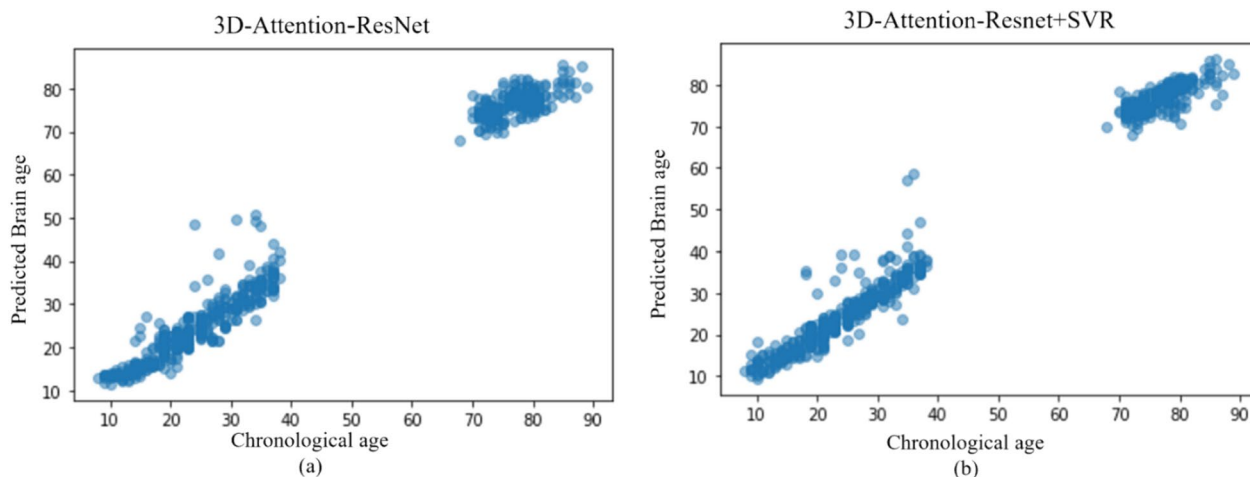 3D-Attention-ResNet
80
70
60
50
40
30
20
10
Predicted Brain age
10 20 30 40 50 60 70 80 90
Chronological age
(a)
3D-Attention-Resnet+SVR
80
70
60
50
40
30
20
10
Predicted Brain age
10 20 30 40 50 60 70 80 90
Chronological age
(b)